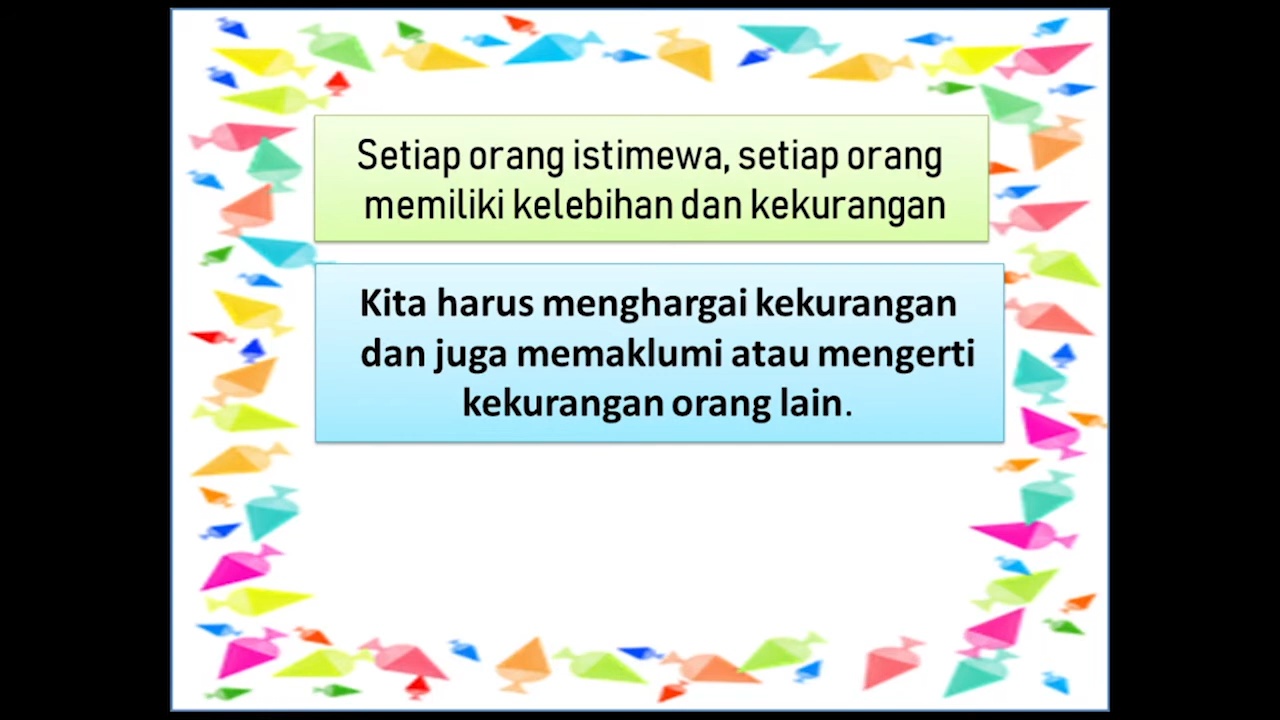 Setiap orang istimewa, setiap orang
memiliki kelebihan dan kekurangan
Kita harus menghargai kekurangan
dan juga memaklumi atau mengerti
kekurangan orang lain.